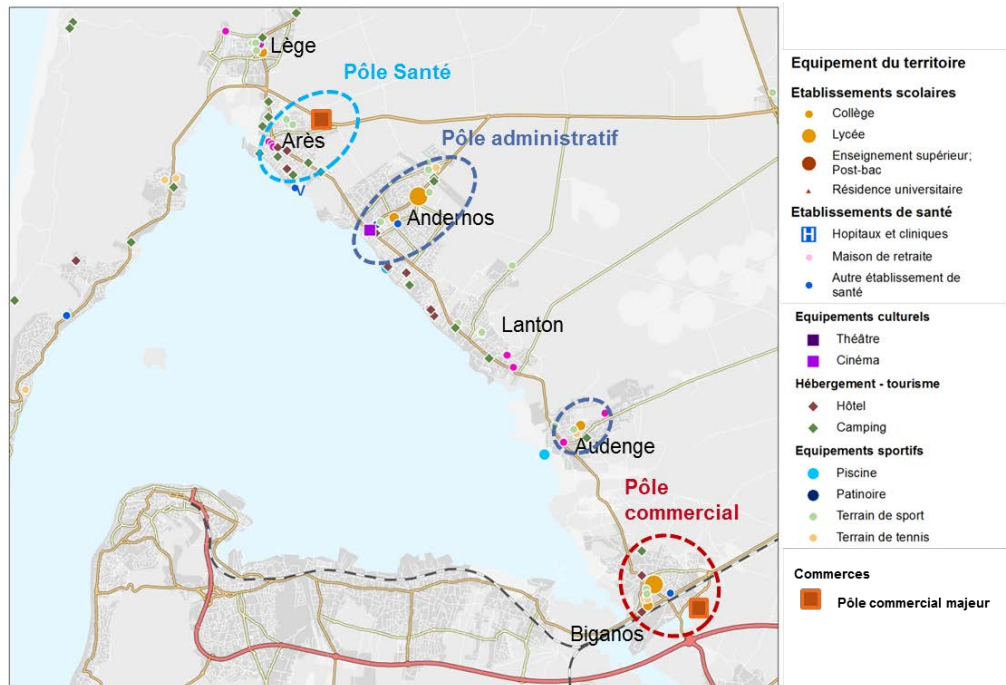 Lège
Pôle Santé
Arès
Pôle administratif
Andernos
Lanton
Audenge
Pôle
commercial
Biganos
Equipement du territoire
Etablissements scolaires
Collège
Lycée
Enseignement supérieur;
Post-bac
Résidence universitaire
Etablissements de santé
H
Hopitaux et cliniques
Maison de retraite
Autre établissement de
santé
Equipements culturels
Théâtre
Cinéma
Hébergement - tourisme
Hôtel
Camping
Equipements sportifs
Piscine
Patinoire
Terrain de sport
Terrain de tennis
Commerces
Pôle commercial majeur